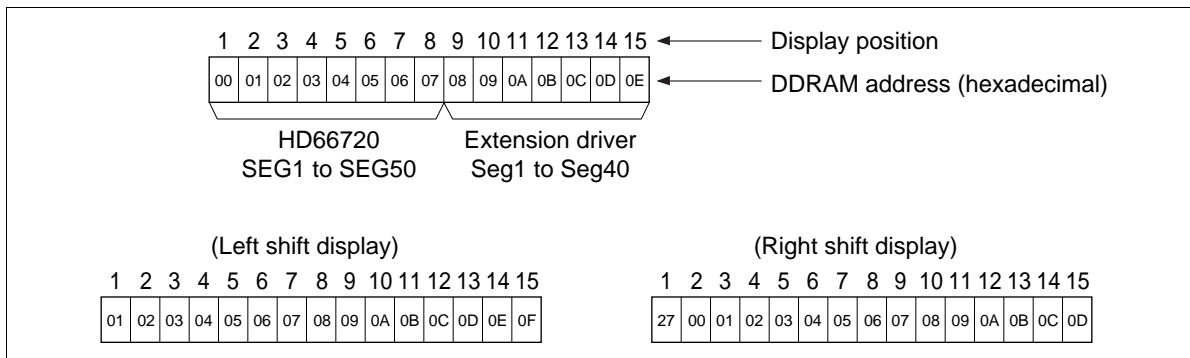 1 2 3 4 5 6 7 8 9 10 11 12 13 14 15 Display position
00 01 02 03 04 05 06 07 08 09 0A 0B 0C 0D 0E DDRAM address (hexadecimal)
HD66720 Extension driver
SEG1 to SEG50 Seg1 to Seg40
(Left shift display) (Right shift display)
1 2 3 4 5 6 7 8 9 10 11 12 13 14 15 1 2 3 4 5 6 7 8 9 10 11 12 13 14 15
01 02 03 04 05 06 07 08 09 0A 0B 0C 0D 0E 0F 27 00 01 02 03 04 05 06 07 08 09 0A 0B 0C 0D